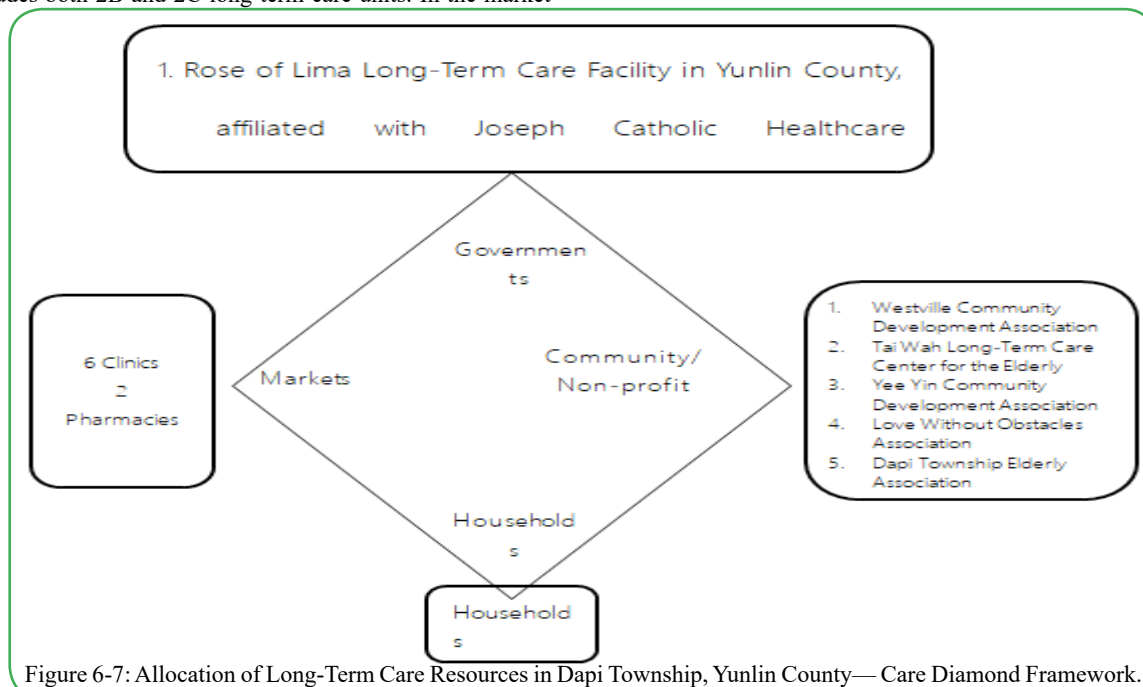 udes both 2B and 2C long-term care units. In the market
1. Rose of Lima Long-Term Care Facility in Yunlin County,
affiliated with Joseph Catholic Healthcare
Governmen
ts
6 Clinics
2
Pharmacies
Markets
Community/
Non-profit
1. Westville Community
Development Association
2. Tai Wah Long-Term Care
Center for the Elderly
3. Yee Yin Community
Development Association
4. Love Without Obstacles
Association
5. Dapi Township Elderly
Association
Household
s
Household
s
Figure 6-7: Allocation of Long-Term Care Resources in Dapi Township, Yunlin County— Care Diamond Framework.